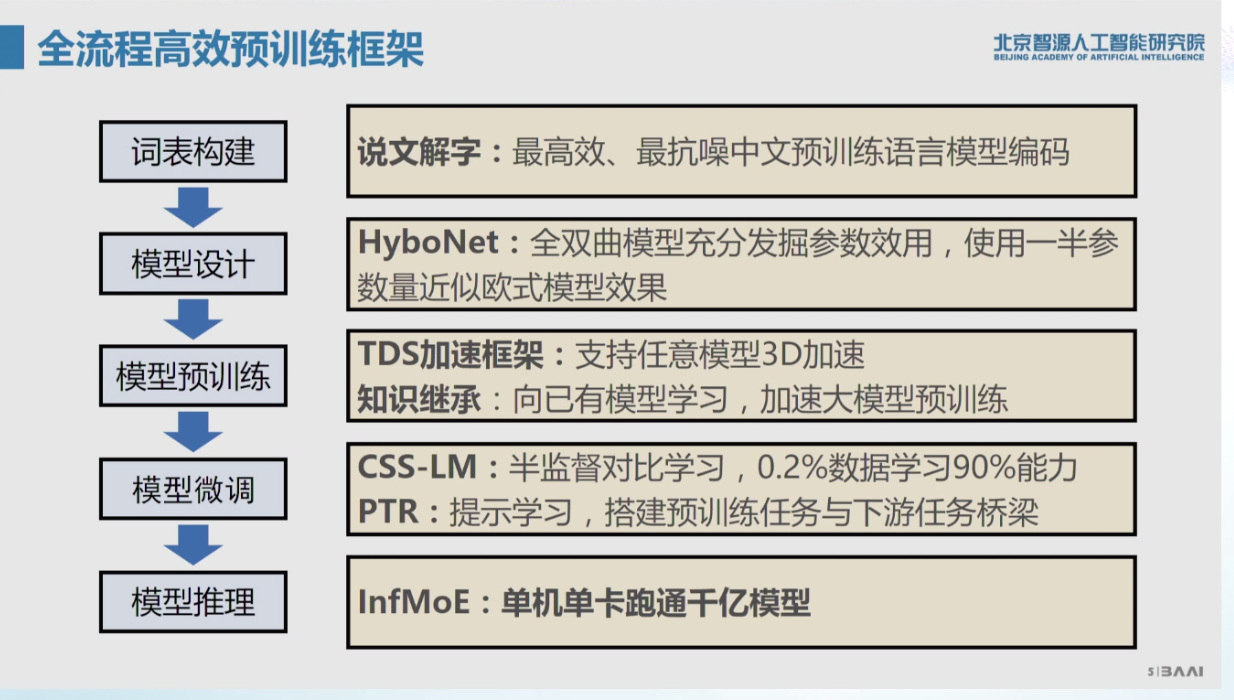 全流程高效预训练框架
北京智源人工智能研究院
BEIJING ACADEMY OF ARTIFICIAL INTELLIGENCE
词表构建
说文解字：最高效、最抗噪中文预训练语言模型编码
模型设计
HyboNet：全双曲模型充分发掘参数效用，使用一半参
数量近似欧式模型效果
模型预训练
TDS加速框架：支持任意模型3D加速
知识继承：向已有模型学习，加速大模型预训练
模型微调
CSS-LM：半监督对比学习，0.2%数据学习90%能力
PTR：提示学习，搭建预训练任务与下游任务桥梁
模型推理
InfMoE：单机单卡跑通千亿模型
5|BAAI